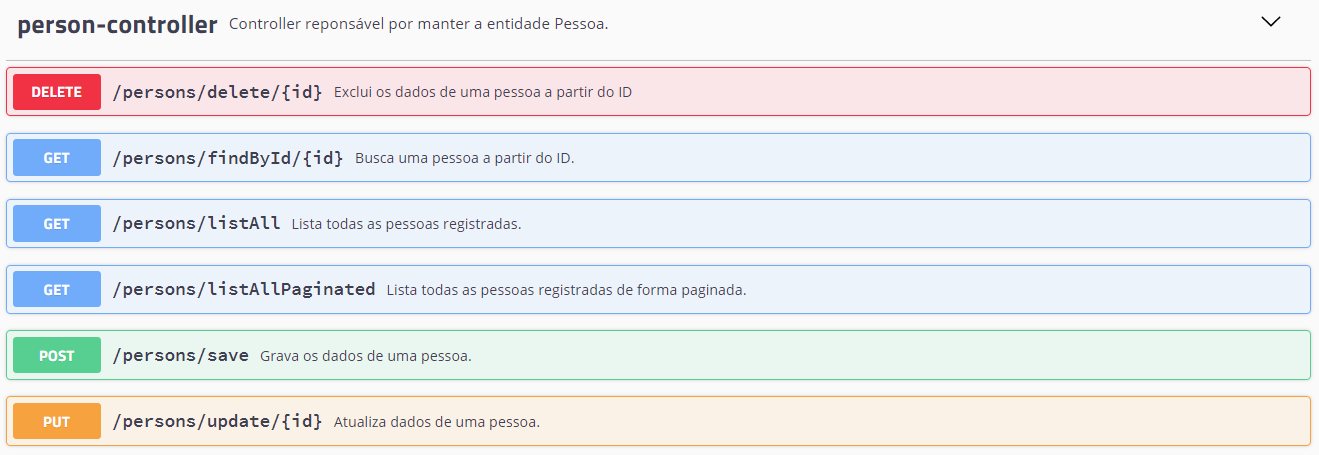 person-controller Controller reponsável por manter a entidade Pessoa.
DELETE /persons/delete/{id} Exclui os dados de uma pessoa a partir do ID
GET /persons/findById/{id} Busca uma pessoa a partir do ID.
GET /persons/listAll Lista todas as pessoas registradas.
GET /persons/listAllPaginated Lista todas as pessoas registradas de forma paginada.
POST /persons/save Grava os dados de uma pessoa.
PUT /persons/update/{id} Atualiza dados de uma pessoa.